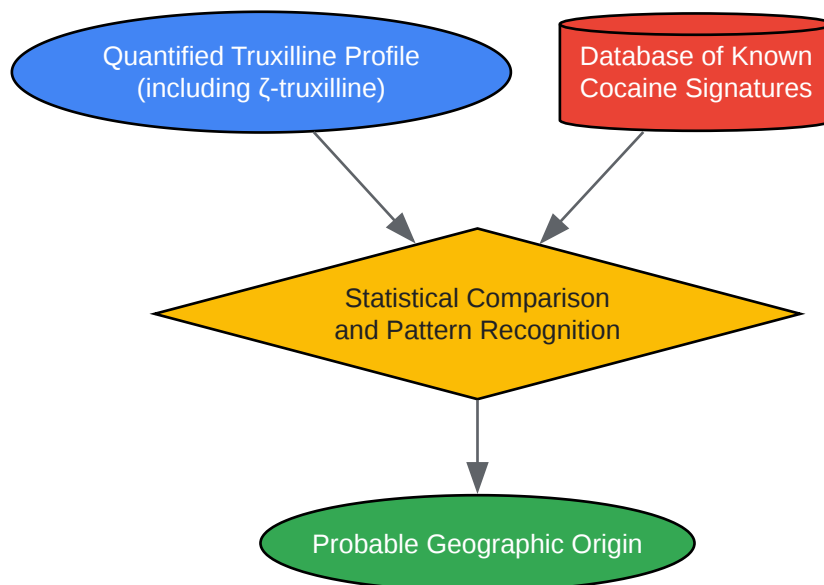 Quantified Truxilline Profile
(including ζ-truxilline)
Database of Known
Cocaine Signatures
Statistical Comparison
and Pattern Recognition
Probable Geographic Origin